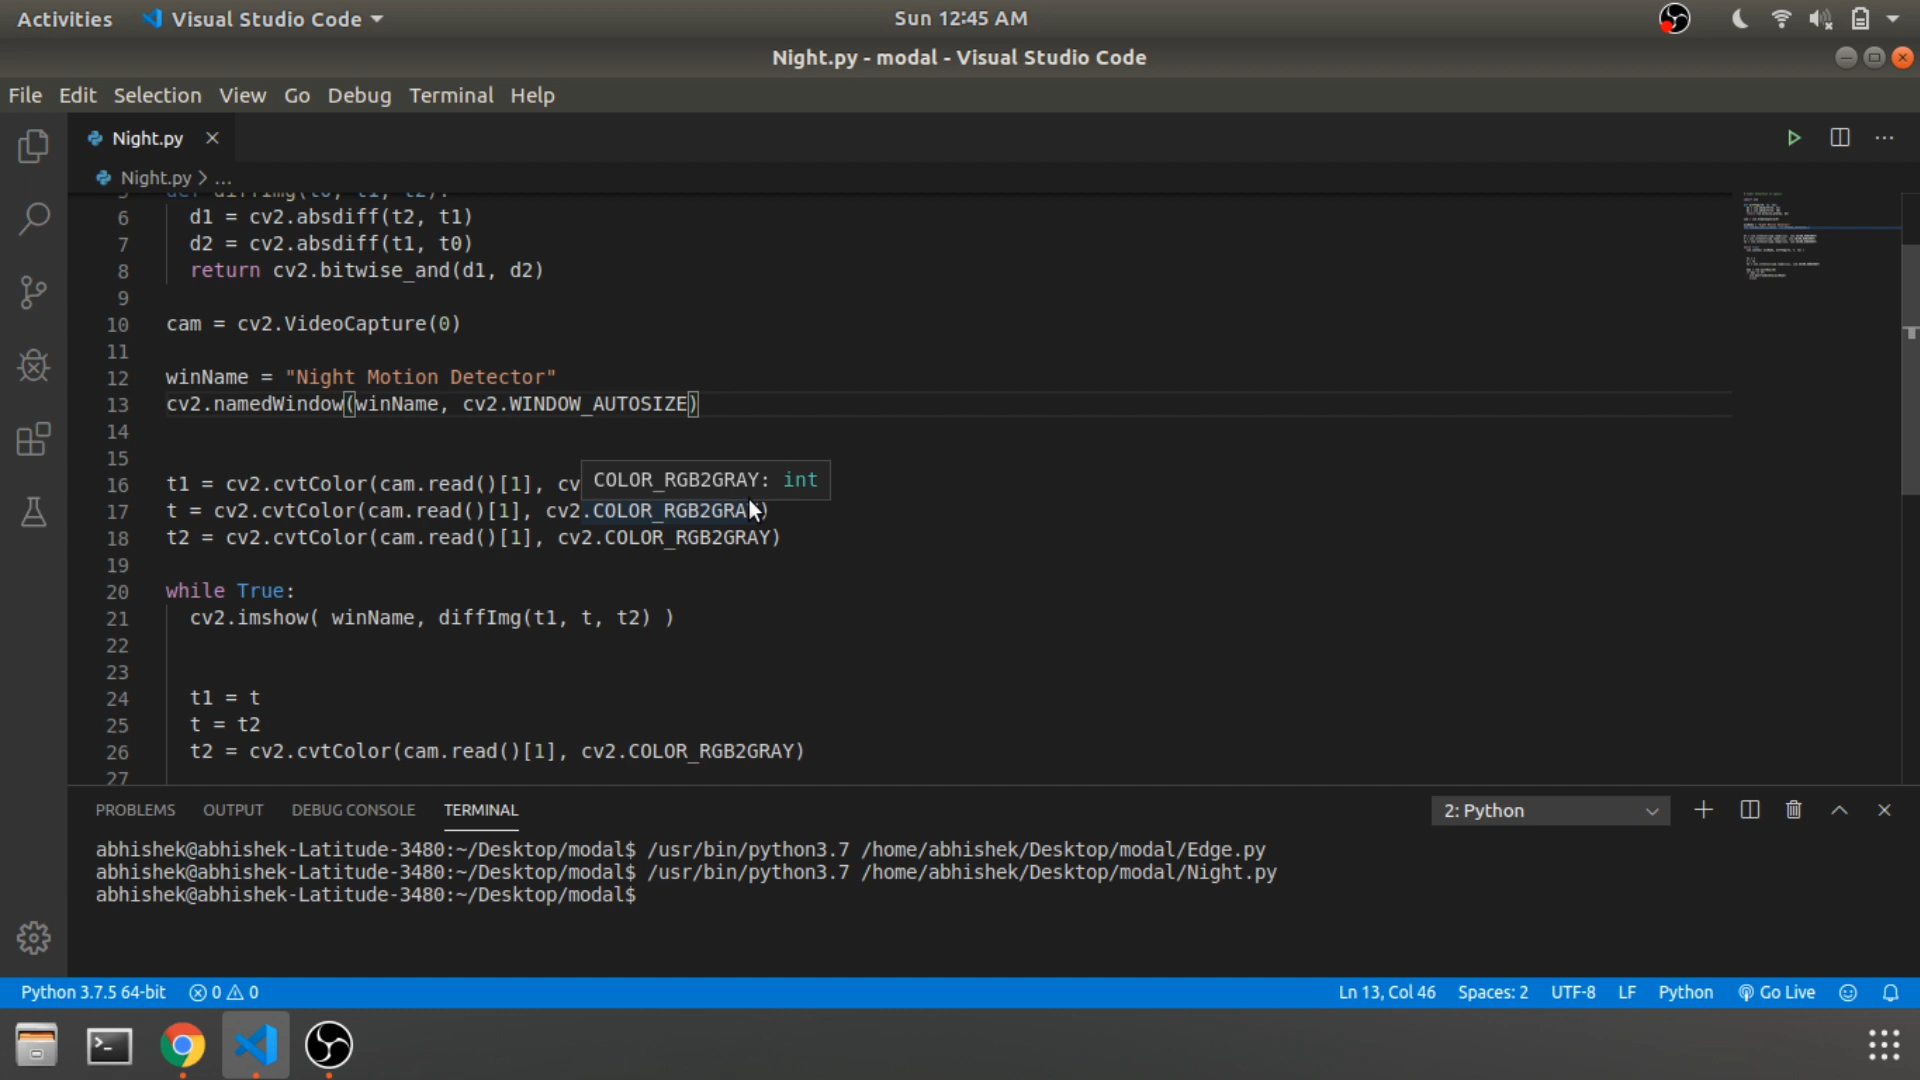 Activities
Visual Studio Code
Sun 12:45 AM
Night.py - modal - Visual Studio Code
File Edit Selection View Go Debug Terminal Help
Night.py
Night.py > ...
5 def diffImg(t0, t1, t2):
6 d1 = cv2.absdiff(t2, t1)
7 d2 = cv2.absdiff(t1, t0)
8 return cv2.bitwise_and(d1, d2)
9
10 cam = cv2.VideoCapture(0)
11
12 winName = "Night Motion Detector"
13 cv2.namedWindow(winName, cv2.WINDOW_AUTOSIZE)
14
15
COLOR_RGB2GRAY: int
16 t1 = cv2.cvtColor(cam.read()[1], cv
17 t = cv2.cvtColor(cam.read()[1], cv2.COLOR_RGB2GRAY)
18 t2 = cv2.cvtColor(cam.read()[1], cv2.COLOR_RGB2GRAY)
19
20 while True:
21 cv2.imshow( winName, diffImg(t1, t, t2) )
22
23
24 t1 = t
25 t = t2
26 t2 = cv2.cvtColor(cam.read()[1], cv2.COLOR_RGB2GRAY)
27
PROBLEMS OUTPUT DEBUG CONSOLE TERMINAL
2: Python
abhishek@abhishek-Latitude-3480:~/Desktop/modal$ /usr/bin/python3.7 /home/abhishek/Desktop/modal/Edge.py
abhishek@abhishek-Latitude-3480:~/Desktop/modal$ /usr/bin/python3.7 /home/abhishek/Desktop/modal/Night.py
abhishek@abhishek-Latitude-3480:~/Desktop/modal$
Python 3.7.5 64-bit 0 0
Ln 13, Col 46 Spaces: 2 UTF-8 LF Python Go Live